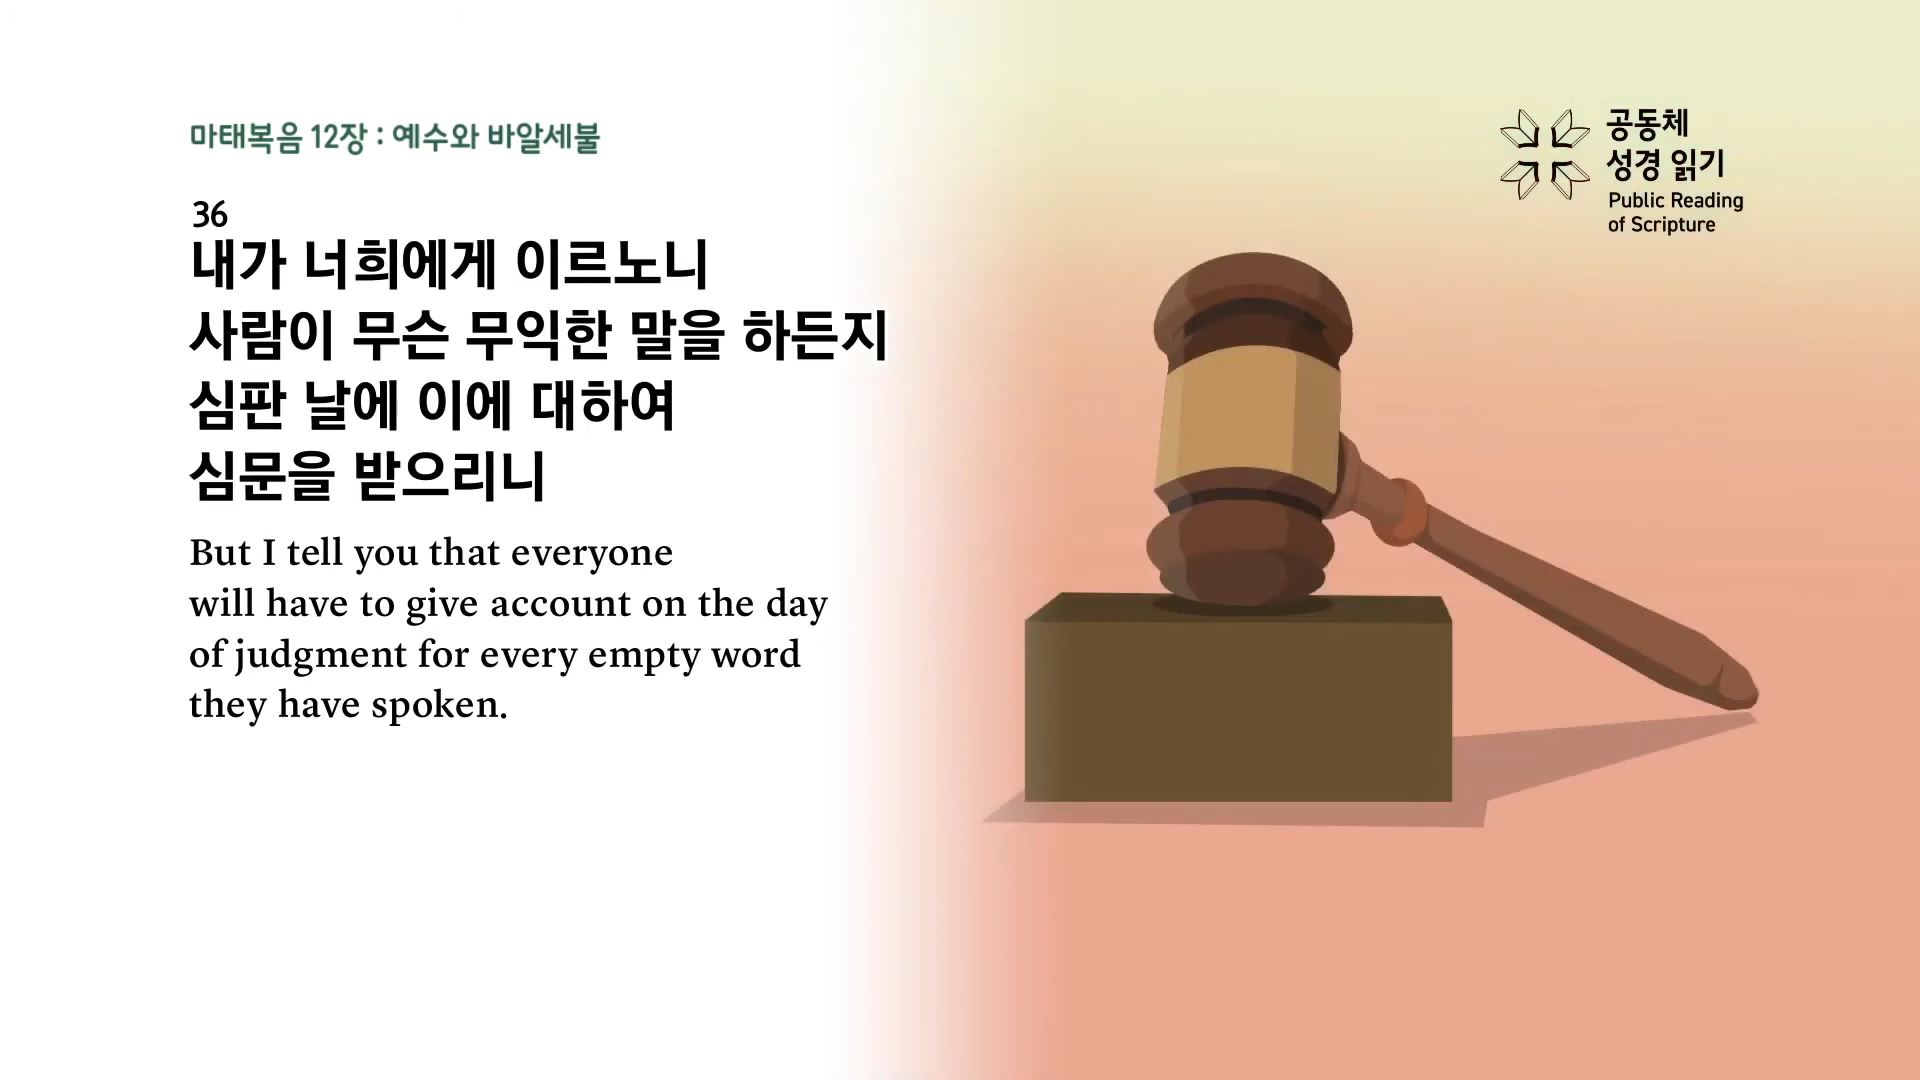 마태복음 12장 : 예수와 바알세불
36
내가 너희에게 이르노니
사람이 무슨 무익한 말을 하든지
심판 날에 이에 대하여
심문을 받으리니
But I tell you that everyone
will have to give account on the day
of judgment for every empty word
they have spoken.
공동체
성경 읽기
Public Reading
of Scripture